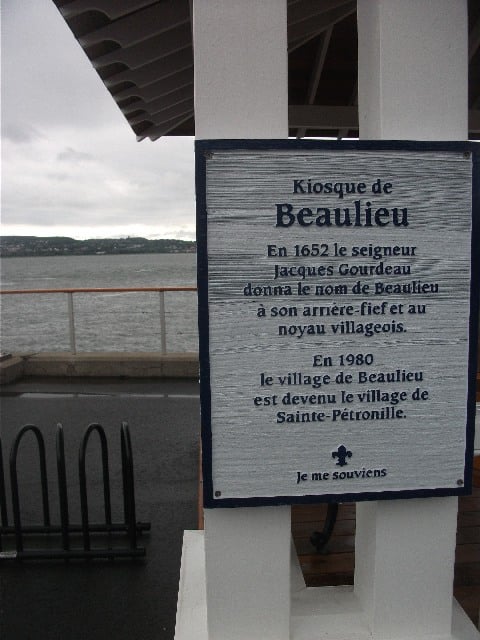 Kiosque de
Beaulieu
En 1652 le seigneur
Jacques Gourdeau
donna le nom de Beaulieu
à son arrière-fief et au
noyau villageois.
En 1980
le village de Beaulieu
est devenu le village de
Sainte-Pétronille.
Je me souviens